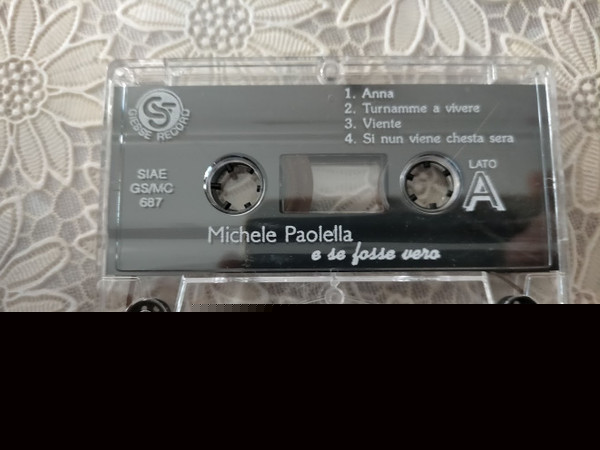 1. Anna
2. Turnamme a vivere
3. Viente
4. Si nun viene chesta sera
GIESSE RECORD
SIAE
GS/MC
687
LATO
A
Michele Paolella
e se fosse vero